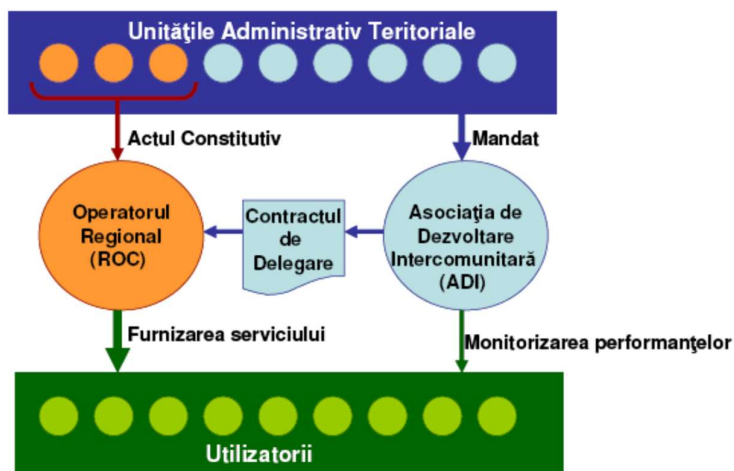 Unităţile Administrativ Teritoriale
Actul Constitutiv
Mandat
Operatorul
Regional
(ROC)
Contractul
de
Delegare
Asociaţia de
Dezvoltare
Intercomunitară
(ADI)
Furnizarea serviciului
Monitorizarea performanţelor
Utilizatorii